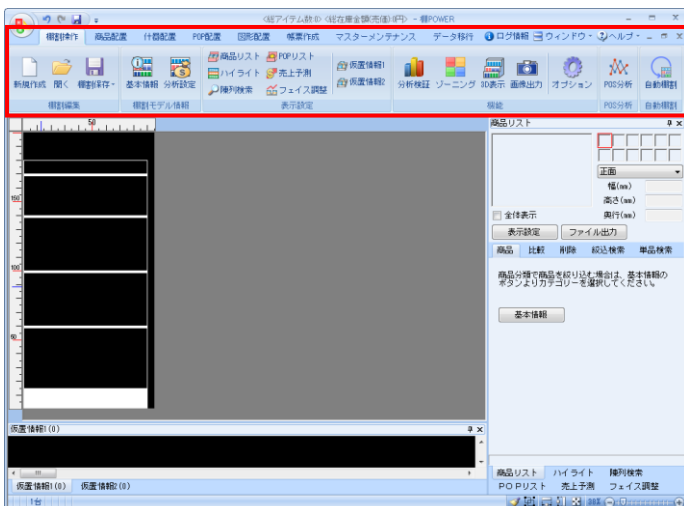 <総アイテム数:0> <総在庫金額(売価):0円> - 棚POWER
棚割操作 商品配置 什器配置 POP配置 図形配置 帳票作成 マスターメンテナンス データ移行 ログ情報 ウィンドウ ヘルプ
新規作成 開く 棚割保存 基本情報 分析設定
商品リスト POPリスト
ハイライト 売上予測
陳列検索 フェイス調整
仮置情報1
仮置情報2
分析検証 ゾーニング 3D表示 画像出力 オプション POS分析 自動棚割
棚割編集 棚割モデル情報 表示設定 機能 POS分析 自動棚割
50
150
100
50
商品リスト
正面
幅(mm)
高さ(mm)
全体表示 奥行(mm)
表示設定 ファイル出力
商品 比較 削除 絞込検索 単品検索
商品分類で商品を絞り込む場合は、基本情報の
ボタンよりカテゴリーを選択してください。
基本情報
仮置情報1(0)
仮置情報1(0) 仮置情報2(0)
商品リスト ハイライト 陳列検索
POPリスト 売上予測 フェイス調整
1台